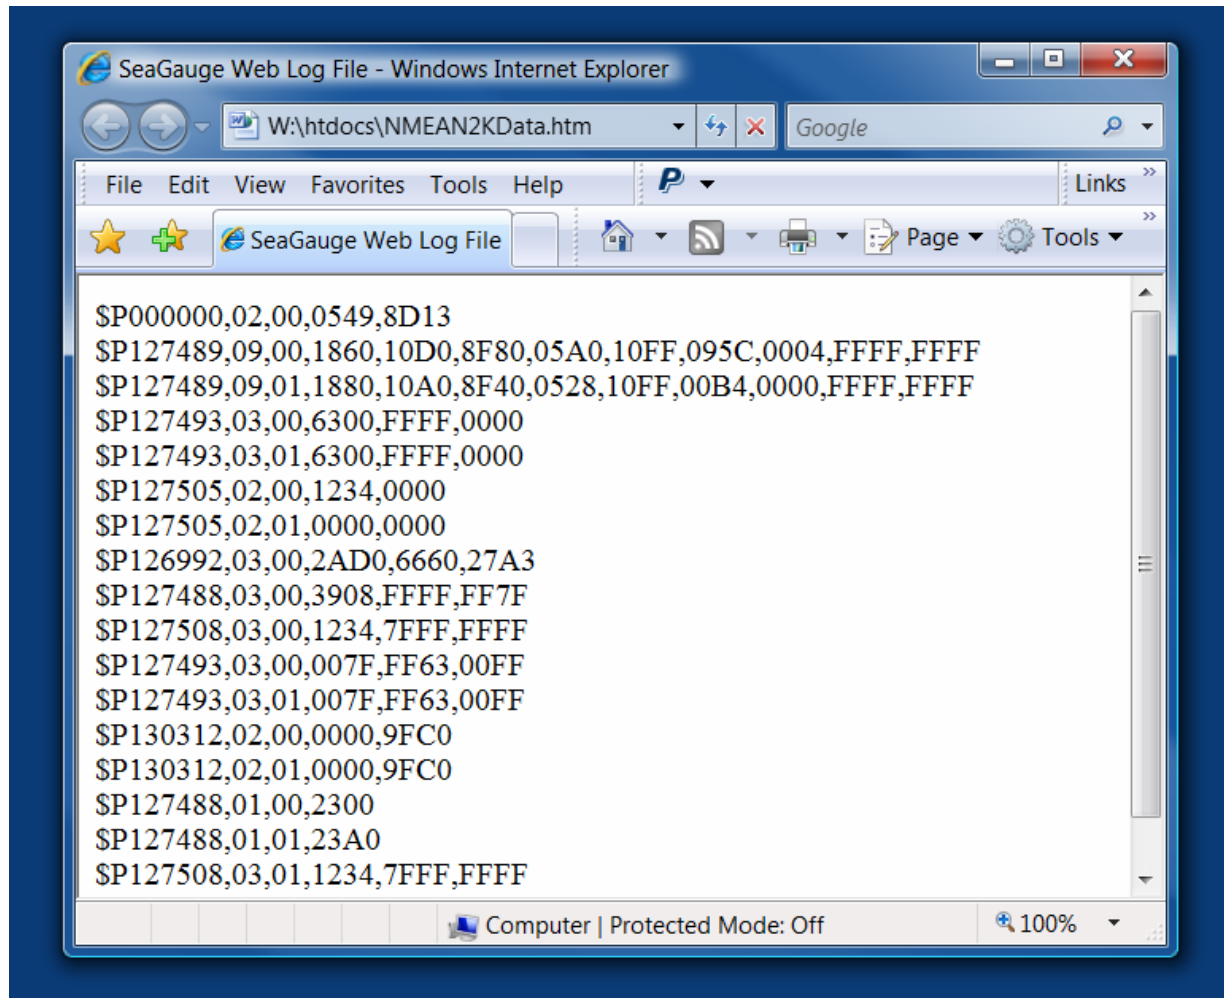 SeaGauge Web Log File - Windows Internet Explorer
W:\htdocs\NMEAN2KData.htm
Google
File Edit View Favorites Tools Help
Links
SeaGauge Web Log File
Page
Tools
$P000000,02,00,0549,8D13
$P127489,09,00,1860,10D0,8F80,05A0,10FF,095C,0004,FFFF,FFFF
$P127489,09,01,1880,10A0,8F40,0528,10FF,00B4,0000,FFFF,FFFF
$P127493,03,00,6300,FFFF,0000
$P127493,03,01,6300,FFFF,0000
$P127505,02,00,1234,0000
$P127505,02,01,0000,0000
$P126992,03,00,2AD0,6660,27A3
$P127488,03,00,3908,FFFF,FF7F
$P127508,03,00,1234,7FFF,FFFF
$P127493,03,00,007F,FF63,00FF
$P127493,03,01,007F,FF63,00FF
$P130312,02,00,0000,9FC0
$P130312,02,01,0000,9FC0
$P127488,01,00,2300
$P127488,01,01,23A0
$P127508,03,01,1234,7FFF,FFFF
Computer | Protected Mode: Off
100%